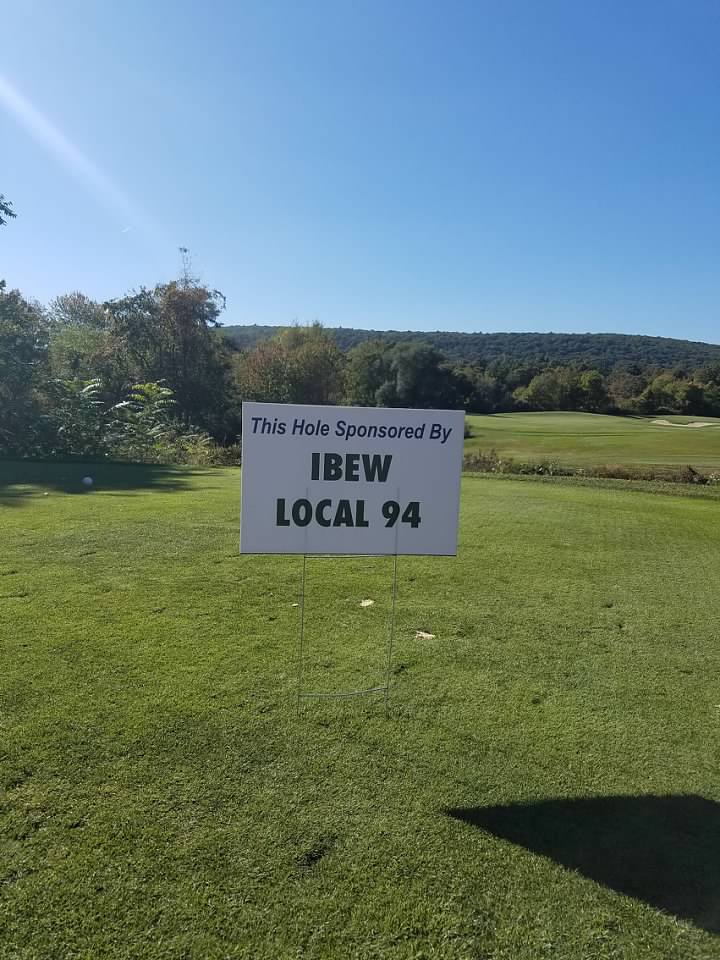 This Hole Sponsored By
IBEW
LOCAL 94